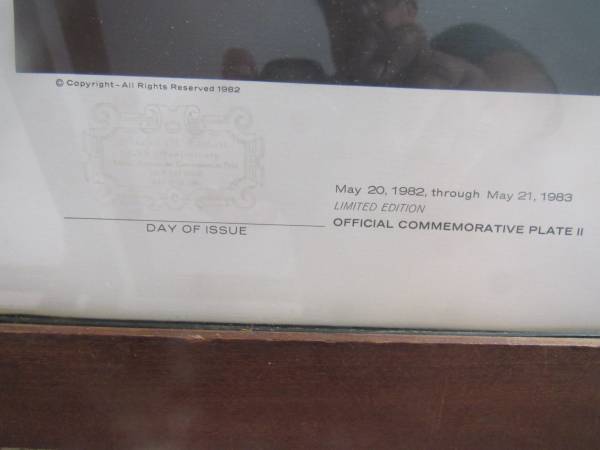 © Copyright – All Rights Reserved 1982
May 20, 1982, through May 21, 1983
LIMITED EDITION
DAY OF ISSUE
OFFICIAL COMMEMORATIVE PLATE II